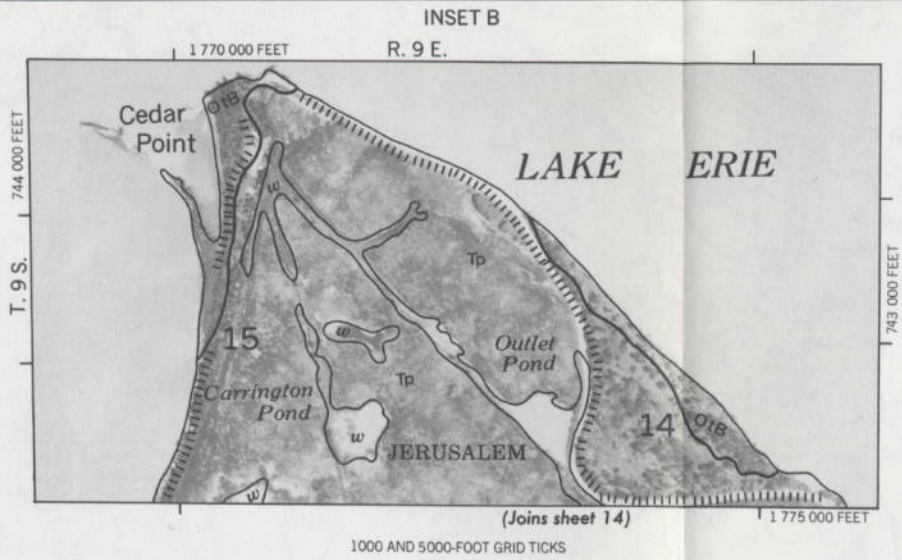 INSET B
1 770 000 FEET
R. 9 E.
Cedar
Point
OtB
LAKE ERIE
744 000 FEET
w
T. 9 S.
Tp
743 000 FEET
15
w
Outlet
Pond
Carrington
Pond
Tp
14
OtB
w
JERUSALEM
w
(Joins sheet 14)
1 775 000 FEET
1000 AND 5000-FOOT GRID TICKS